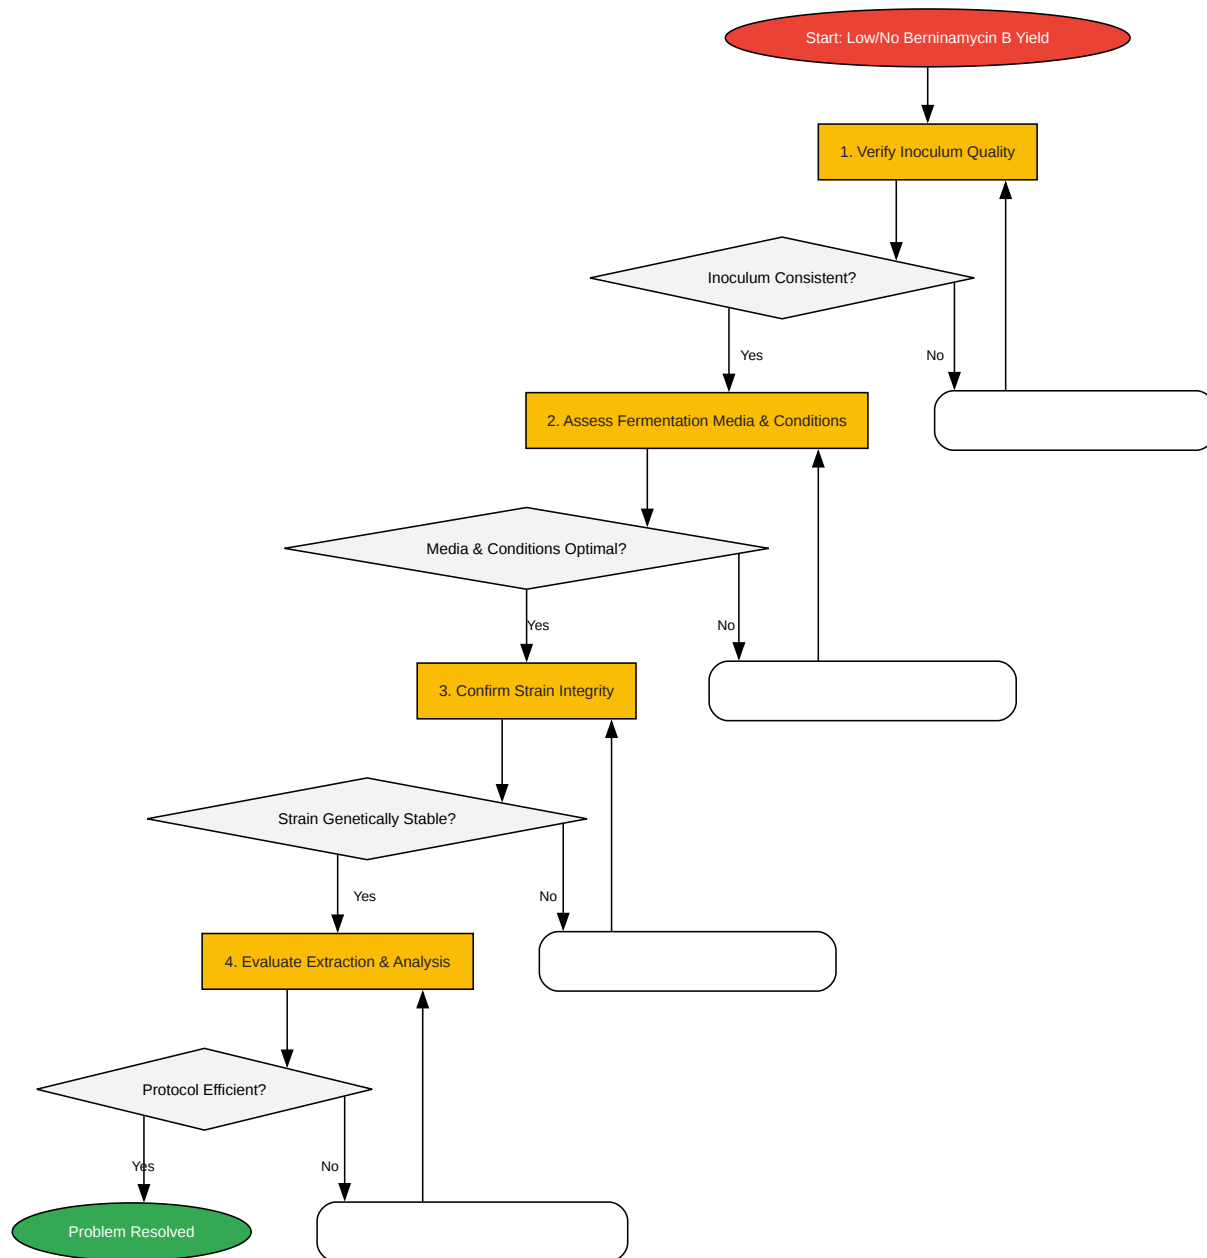 Start: Low/No Berninamycin B Yield
1. Verify Inoculum Quality
Inoculum Consistent?
Yes
No
2. Assess Fermentation Media & Conditions
Media & Conditions Optimal?
Yes
No
3. Confirm Strain Integrity
Strain Genetically Stable?
Yes
No
4. Evaluate Extraction & Analysis
Protocol Efficient?
Yes
No
Problem Resolved